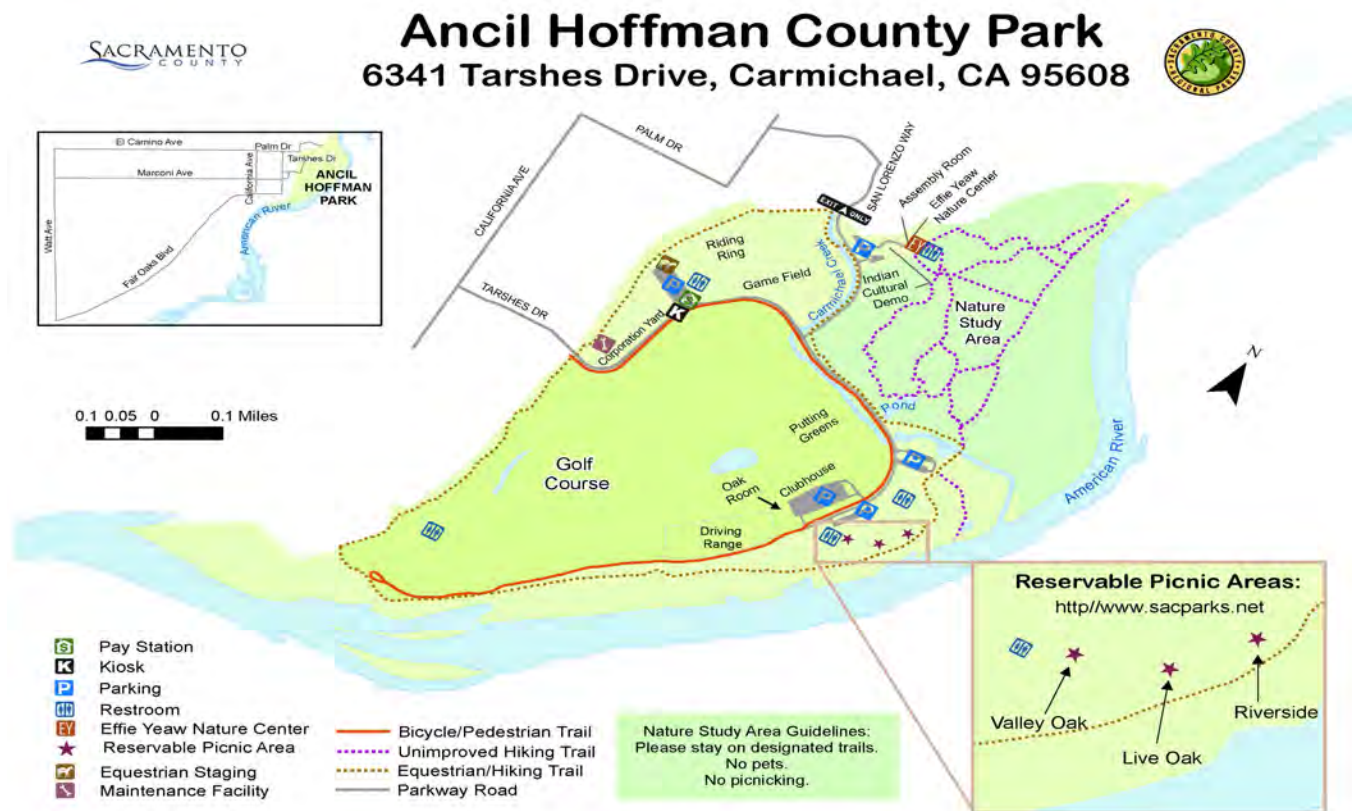 SACRAMENTO
COUNTY
Ancil Hoffman County Park
6341 Tarshes Drive, Carmichael, CA 95608
SACRAMENTO COUNTY
REGIONAL PARKS
El Camino Ave
Palm Dr
Tarshes Dr
Marconi Ave
California Ave
ANCIL
HOFFMAN
PARK
American River
Watt Ave
Fair Oaks Blvd
PALM DR
CALIFORNIA AVE
SAN LORENZO WAY
EXIT ONLY
Assembly Room
Effie Yeaw
Nature Center
EY
P
Riding
Ring
Game Field
Carmichael Creek
Indian
Cultural
Demo
Nature
Study
Area
TARSHES DR
P
S
K
Corporation Yard
N
0.1 0.05 0 0.1 Miles
Pond
Putting
Greens
American River
Golf
Course
Oak
Room
Clubhouse
P
P
P
Driving
Range
Reservable Picnic Areas:
http//www.sacparks.net
Valley Oak
Live Oak
Riverside
S Pay Station
K Kiosk
P Parking
Restroom
EY Effie Yeaw Nature Center
Reservable Picnic Area
Equestrian Staging
Maintenance Facility
Bicycle/Pedestrian Trail
Unimproved Hiking Trail
Equestrian/Hiking Trail
Parkway Road
Nature Study Area Guidelines:
Please stay on designated trails.
No pets.
No picnicking.